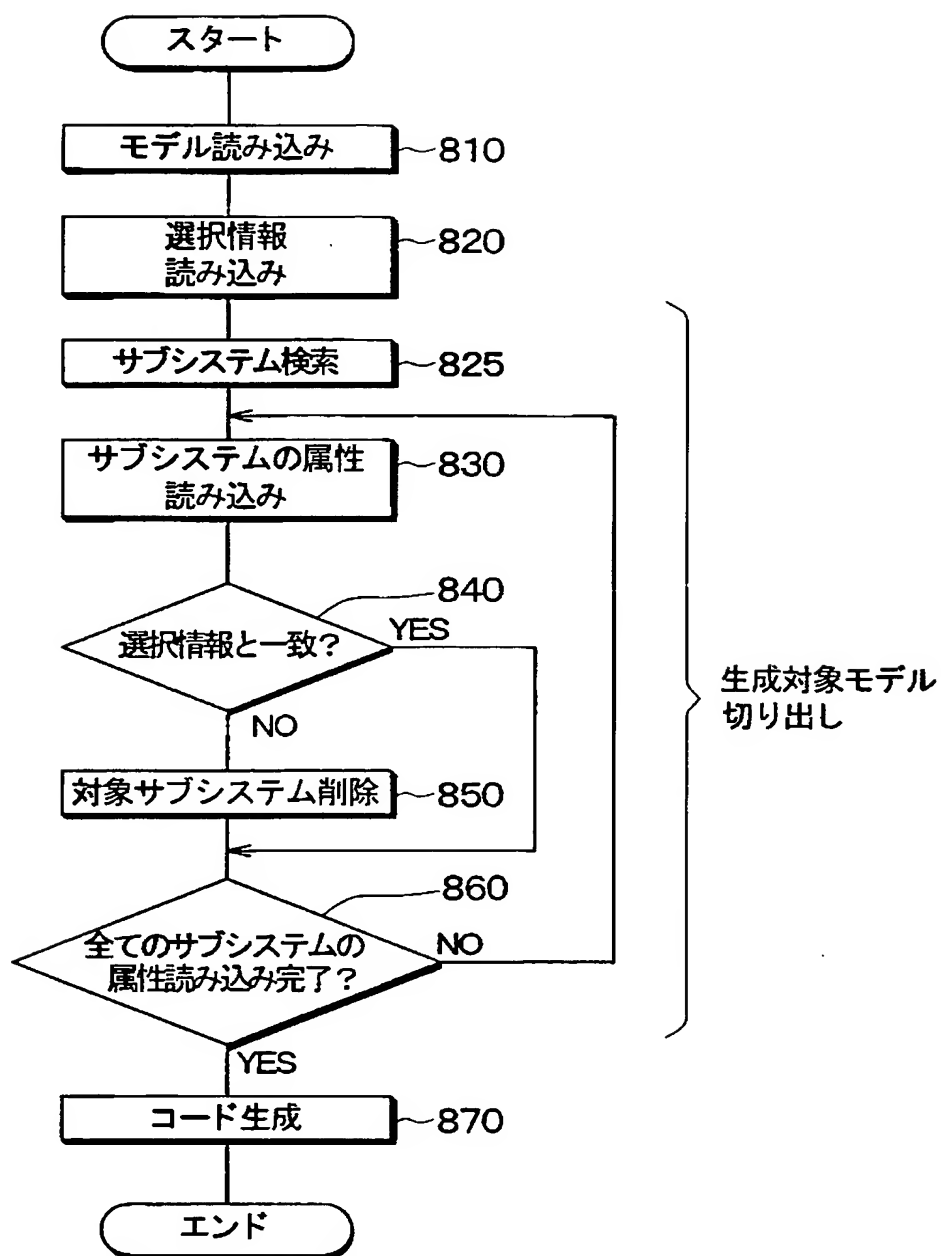 スタート
モデル読み込み
810
選択情報
読み込み
820
サブシステム検索
825
サブシステムの属性
読み込み
830
840
選択情報と一致？
YES
NO
対象サブシステム削除
850
860
全てのサブシステムの
属性読み込み完了？
NO
YES
コード生成
870
エンド
生成対象モデル
切り出し